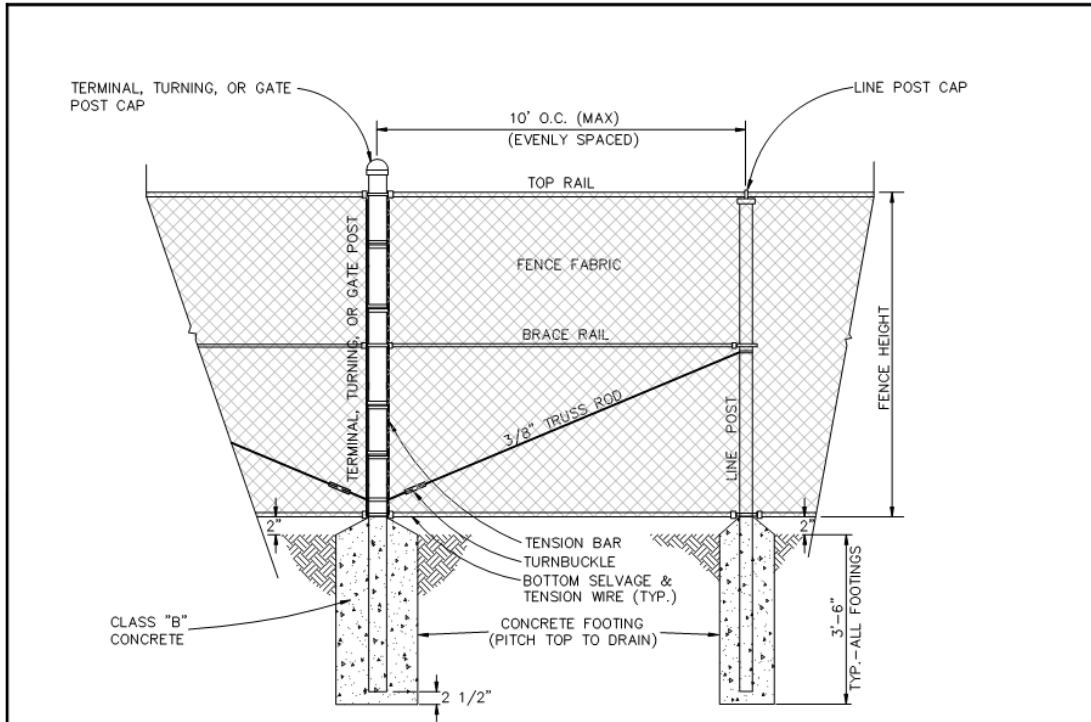 TERMINAL, TURNING, OR GATE
POST CAP
LINE POST CAP
10' O.C. (MAX)
(EVENLY SPACED)
TOP RAIL
TERMINAL, TURNING, OR GATE POST
FENCE FABRIC
BRACE RAIL
FENCE HEIGHT
3/8" TRUSS ROD
LINE POST
2"
2"
TENSION BAR
TURNBUCKLE
BOTTOM SELVAGE &
TENSION WIRE (TYP.)
CLASS "B"
CONCRETE
CONCRETE FOOTING
(PITCH TOP TO DRAIN)
3'-6"
TYP.-ALL FOOTINGS
2 1/2"